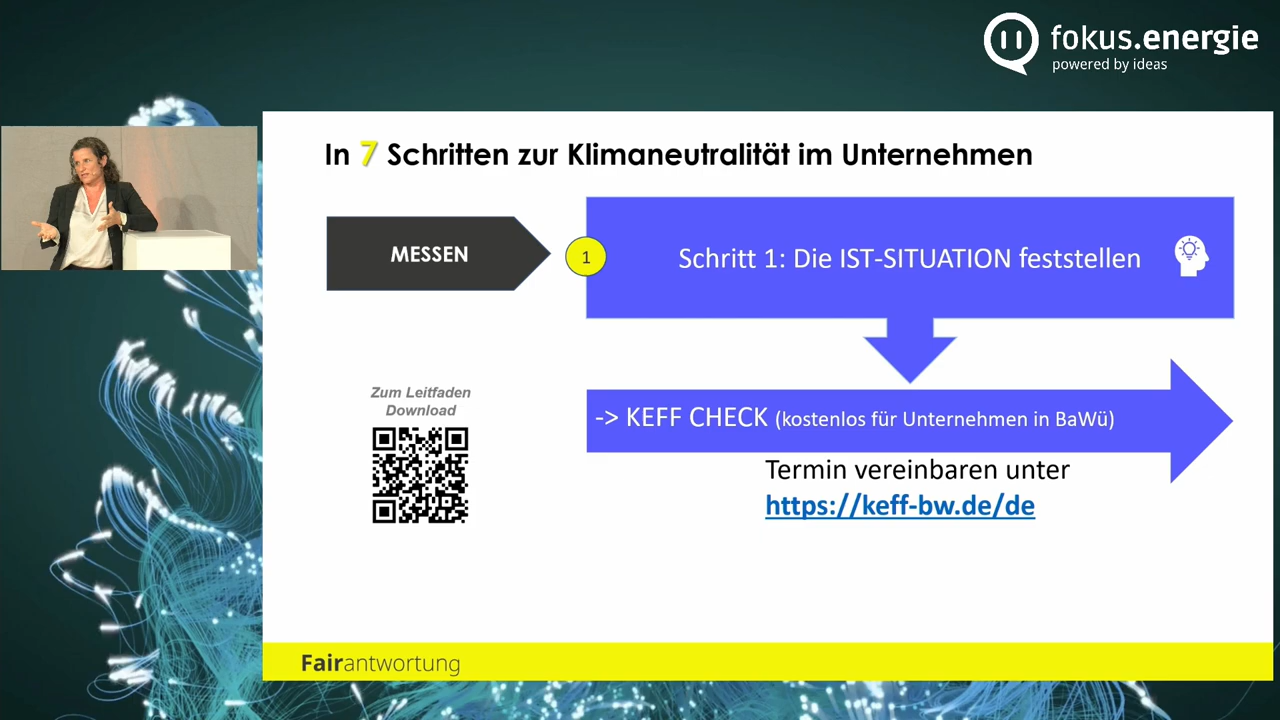 fokus.energie
powered by ideas
In 7 Schritten zur Klimaneutralität im Unternehmen
MESSEN
1
Schritt 1: Die IST-SITUATION feststellen
Zum Leitfaden
Download
-> KEFF CHECK (kostenlos für Unternehmen in BaWü)
Termin vereinbaren unter
https://keff-bw.de/de
Fairantwortung